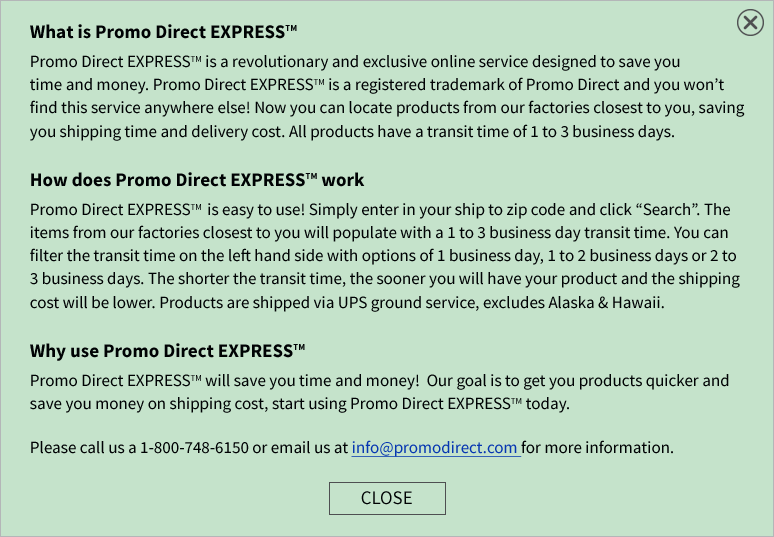 What is Promo Direct EXPRESS™
Promo Direct EXPRESS™ is a revolutionary and exclusive online service designed to save you
time and money. Promo Direct EXPRESS™ is a registered trademark of Promo Direct and you won’t
find this service anywhere else! Now you can locate products from our factories closest to you, saving
you shipping time and delivery cost. All products have a transit time of 1 to 3 business days.
How does Promo Direct EXPRESS™ work
Promo Direct EXPRESS™ is easy to use! Simply enter in your ship to zip code and click “Search”. The
items from our factories closest to you will populate with a 1 to 3 business day transit time. You can
filter the transit time on the left hand side with options of 1 business day, 1 to 2 business days or 2 to
3 business days. The shorter the transit time, the sooner you will have your product and the shipping
cost will be lower. Products are shipped via UPS ground service, excludes Alaska & Hawaii.
Why use Promo Direct EXPRESS™
Promo Direct EXPRESS™ will save you time and money! Our goal is to get you products quicker and
save you money on shipping cost, start using Promo Direct EXPRESS™ today.
Please call us a 1-800-748-6150 or email us at info@promodirect.com for more information.
CLOSE